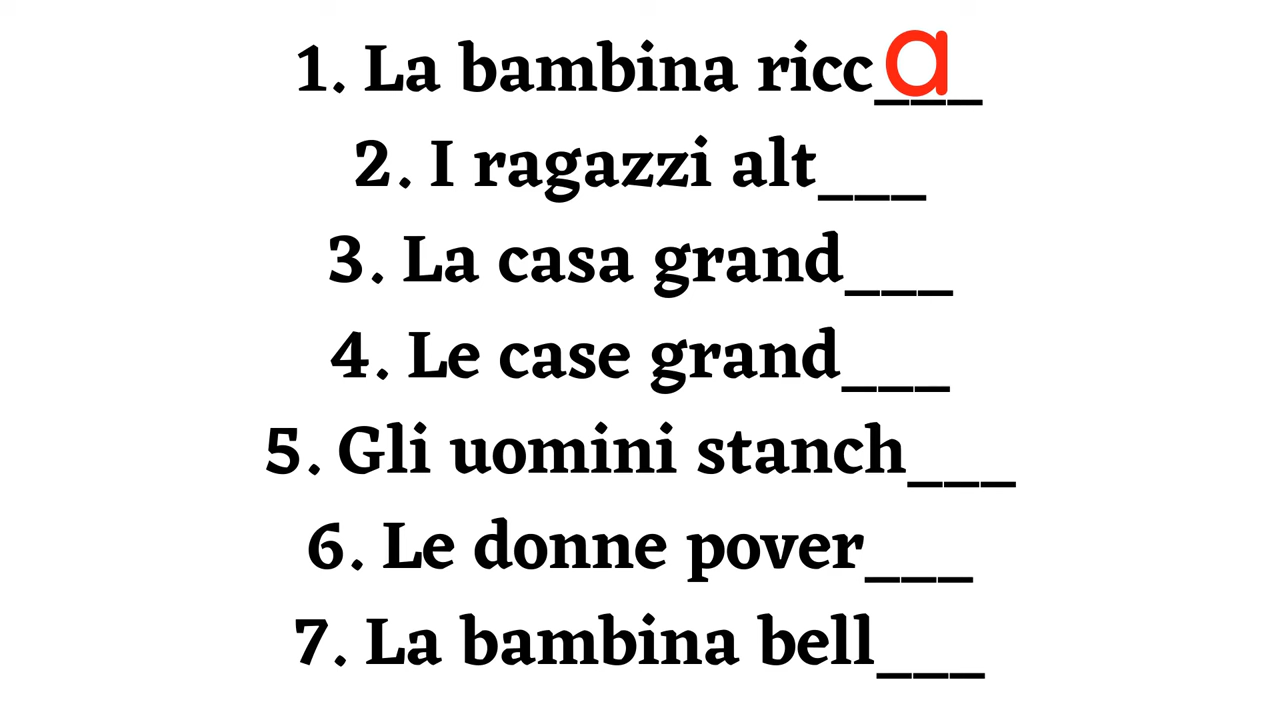 1. La bambina ricca___
2. I ragazzi alt___
3. La casa grand___
4. Le case grand___
5. Gli uomini stanch___
6. Le donne pover___
7. La bambina bell___